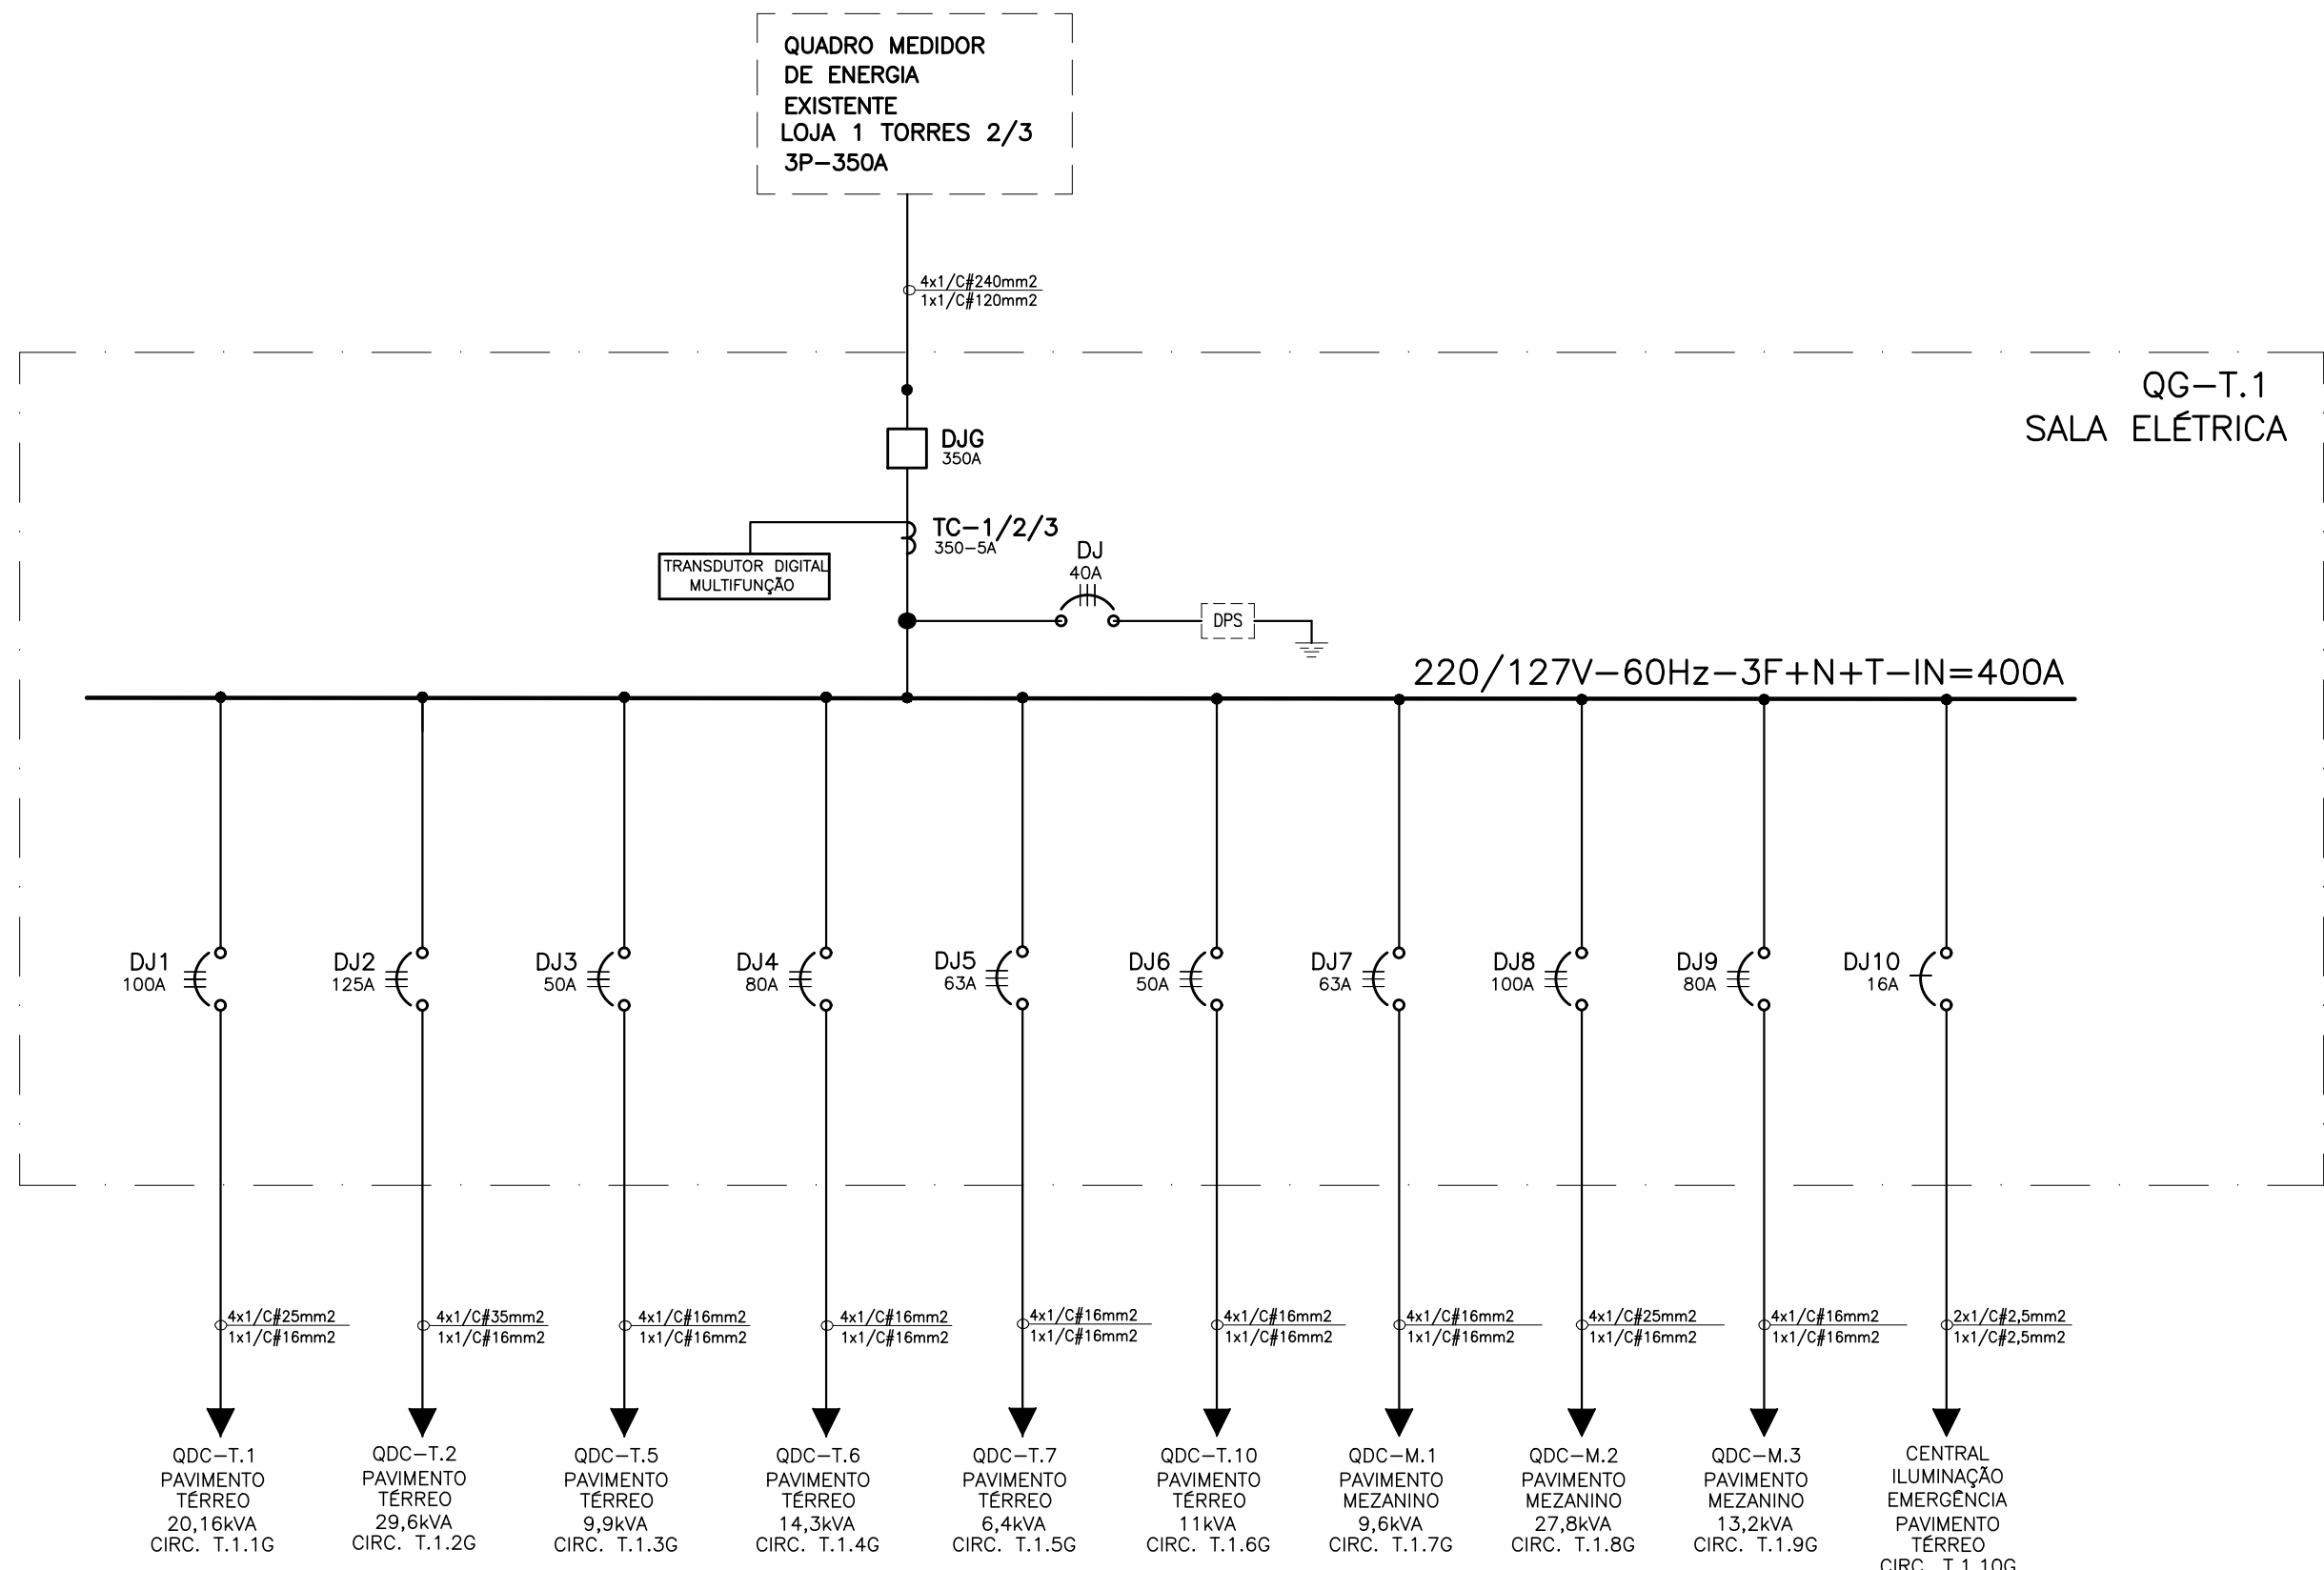 QUADRO MEDIDOR
DE ENERGIA
EXISTENTE
LOJA 1 TORRES 2/3
3P-350A
4x1/C#240mm2
1x1/C#120mm2
QG-T.1
SALA ELÉTRICA
DJG
350A
TC-1/2/3
350-5A
TRANSDUTOR DIGITAL
MULTIFUNÇÃO
DJ
40A
DPS
220/127V-60Hz-3F+N+T-IN=400A
DJ1
100A
DJ2
125A
DJ3
50A
DJ4
80A
DJ5
63A
DJ6
50A
DJ7
63A
DJ8
100A
DJ9
80A
DJ10
16A
4x1/C#25mm2
1x1/C#16mm2
4x1/C#35mm2
1x1/C#16mm2
4x1/C#16mm2
1x1/C#16mm2
4x1/C#16mm2
1x1/C#16mm2
4x1/C#16mm2
1x1/C#16mm2
4x1/C#16mm2
1x1/C#16mm2
4x1/C#16mm2
1x1/C#16mm2
4x1/C#25mm2
1x1/C#16mm2
4x1/C#16mm2
1x1/C#16mm2
2x1/C#2,5mm2
1x1/C#2,5mm2
QDC-T.1
PAVIMENTO
TÉRREO
20,16kVA
CIRC. T.1.1G
QDC-T.2
PAVIMENTO
TÉRREO
29,6kVA
CIRC. T.1.2G
QDC-T.5
PAVIMENTO
TÉRREO
9,9kVA
CIRC. T.1.3G
QDC-T.6
PAVIMENTO
TÉRREO
14,3kVA
CIRC. T.1.4G
QDC-T.7
PAVIMENTO
TÉRREO
6,4kVA
CIRC. T.1.5G
QDC-T.10
PAVIMENTO
TÉRREO
11kVA
CIRC. T.1.6G
QDC-M.1
PAVIMENTO
MEZANINO
9,6kVA
CIRC. T.1.7G
QDC-M.2
PAVIMENTO
MEZANINO
27,8kVA
CIRC. T.1.8G
QDC-M.3
PAVIMENTO
MEZANINO
13,2kVA
CIRC. T.1.9G
CENTRAL
ILUMINAÇÃO
EMERGÊNCIA
PAVIMENTO
TÉRREO
CIRC. T.1.10G